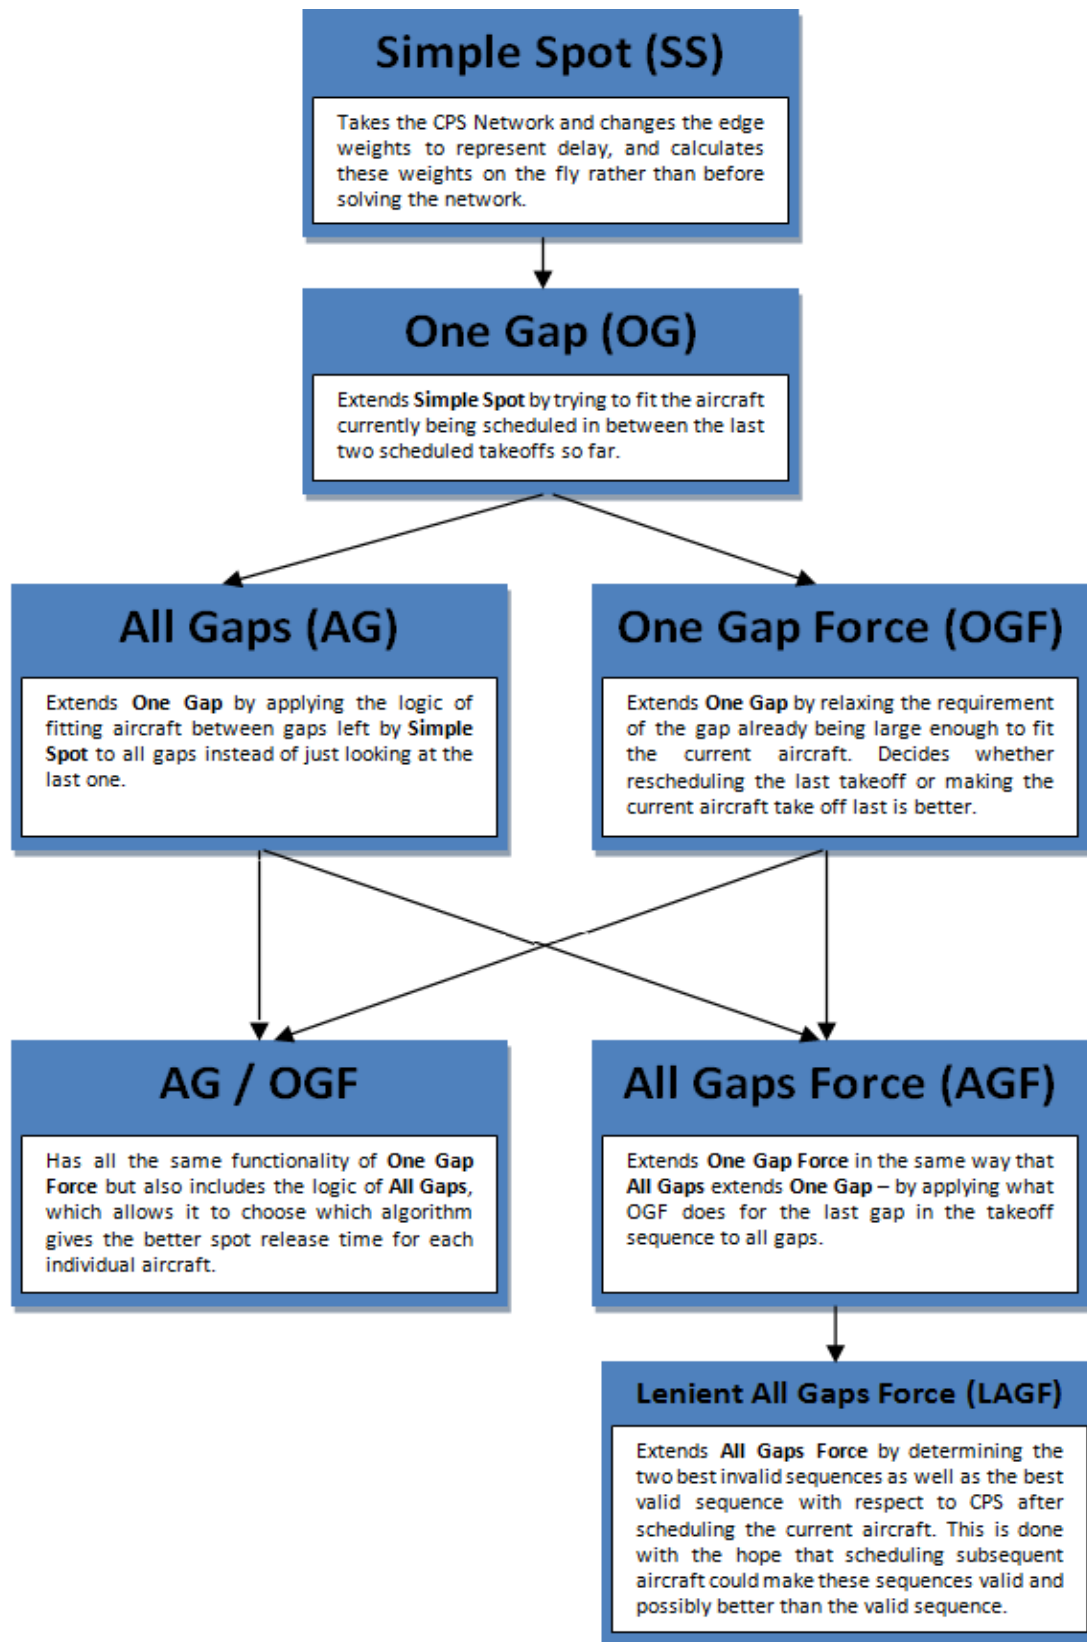 Simple Spot (SS)
Takes the CPS Network and changes the edge
weights to represent delay, and calculates
these weights on the fly rather than before
solving the network.
One Gap (OG)
Extends Simple Spot by trying to fit the aircraft
currently being scheduled in between the last
two scheduled takeoffs so far.
All Gaps (AG)
Extends One Gap by applying the logic of
fitting aircraft between gaps left by Simple
Spot to all gaps instead of just looking at the
last one.
One Gap Force (OGF)
Extends One Gap by relaxing the requirement
of the gap already being large enough to fit
the current aircraft. Decides whether
rescheduling the last takeoff or making the
current aircraft take off last is better.
AG / OGF
Has all the same functionality of One Gap
Force but also includes the logic of All Gaps,
which allows it to choose which algorithm
gives the better spot release time for each
individual aircraft.
All Gaps Force (AGF)
Extends One Gap Force in the same way that
All Gaps extends One Gap – by applying what
OGF does for the last gap in the takeoff
sequence to all gaps.
Lenient All Gaps Force (LAGF)
Extends All Gaps Force by determining the
two best invalid sequences as well as the best
valid sequence with respect to CPS after
scheduling the current aircraft. This is done
with the hope that scheduling subsequent
aircraft could make these sequences valid and
possibly better than the valid sequence.